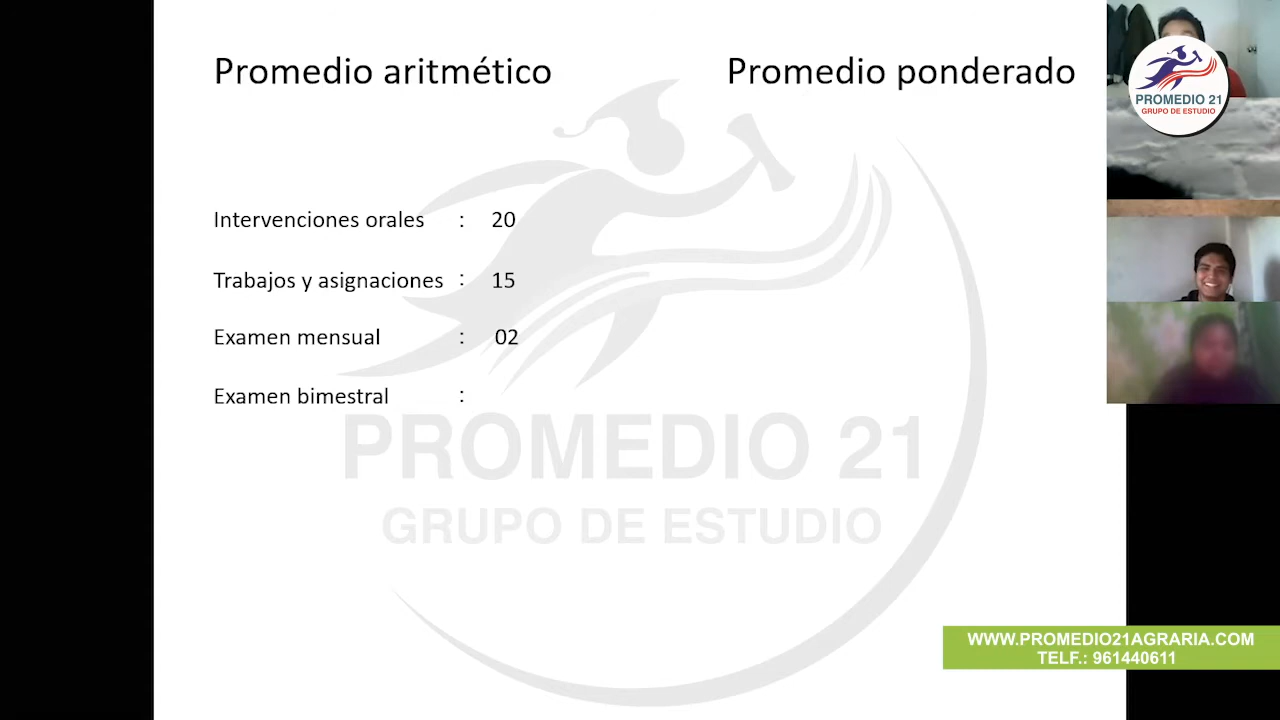 Promedio aritmético
Promedio ponderado
PROMEDIO 21
GRUPO DE ESTUDIO
Intervenciones orales : 20
Trabajos y asignaciones : 15
Examen mensual : 02
Examen bimestral :
PROMEDIO 21
GRUPO DE ESTUDIO
WWW.PROMEDIO21AGRARIA.COM
TELF.: 961440611